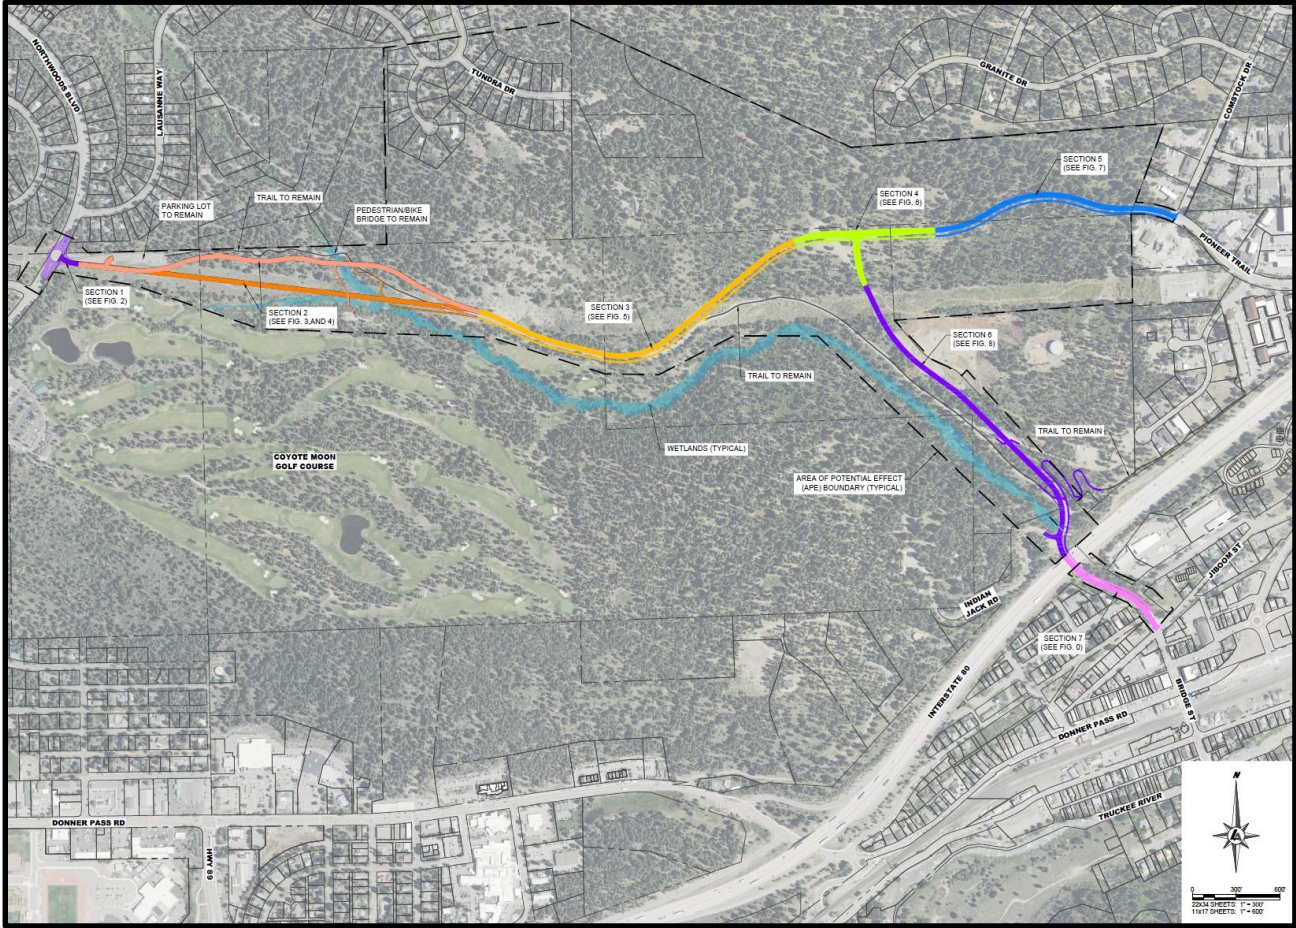 NORTHWOODS BLVD
LAUSANNE WAY
TUNDRA DR
GRANITE DR
COMSTOCK DR
SECTION 5
(SEE FIG. 7)
SECTION 4
(SEE FIG. 6)
TRAIL TO REMAIN
PARKING LOT
TO REMAIN
PEDESTRIAN/BIKE
BRIDGE TO REMAIN
PIONEER TRAIL
SECTION 1
(SEE FIG. 2)
SECTION 2
(SEE FIG. 3,AND 4)
SECTION 3
(SEE FIG. 5)
SECTION 6
(SEE FIG. 8)
TRAIL TO REMAIN
TRAIL TO REMAIN
WETLANDS (TYPICAL)
COYOTE MOON
GOLF COURSE
AREA OF POTENTIAL EFFECT
(APE) BOUNDARY (TYPICAL)
JIBOOM ST
INDIAN
JACK RD
SECTION 7
(SEE FIG. 0)
INTERSTATE 80
BRIDGE ST
DONNER PASS RD
TRUCKEE RIVER
DONNER PASS RD
HWY 89
N
0 300' 600'
22x34 SHEETS: 1" = 300'
11x17 SHEETS: 1" = 600'